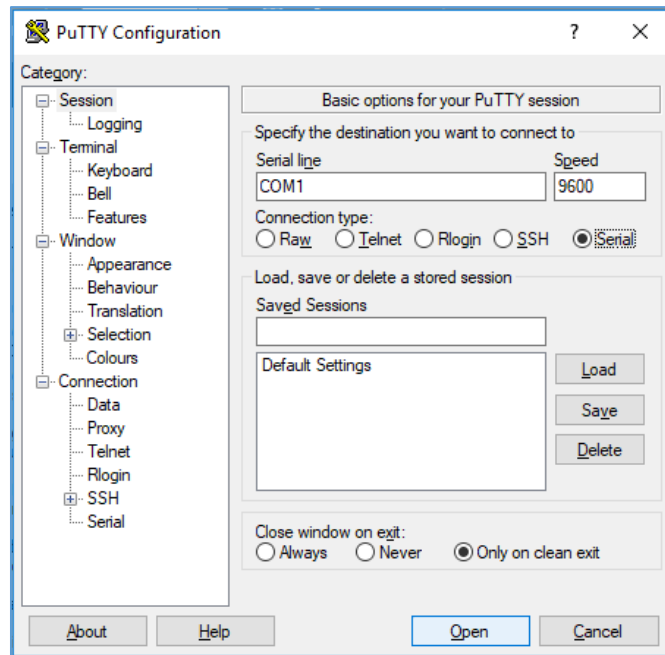 PuTTY Configuration
?
Category:
Session
Logging
Terminal
Keyboard
Bell
Features
Window
Appearance
Behaviour
Translation
Selection
Colours
Connection
Data
Proxy
Telnet
Rlogin
SSH
Serial
Basic options for your PuTTY session
Specify the destination you want to connect to
Serial line Speed
COM1 9600
Connection type:
Raw Telnet Rlogin SSH Serial
Load, save or delete a stored session
Saved Sessions
Default Settings
Load
Save
Delete
Close window on exit:
Always Never Only on clean exit
About Help Open Cancel